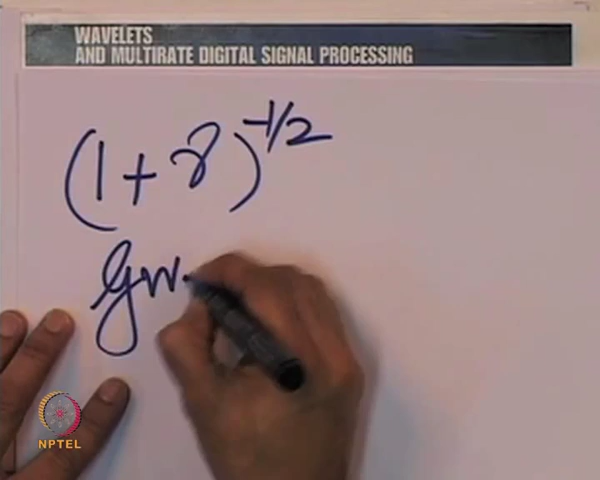 WAVELETS
AND MULTIRATE DIGITAL SIGNAL PROCESSING
(1 + γ)^-1/2
NPTEL